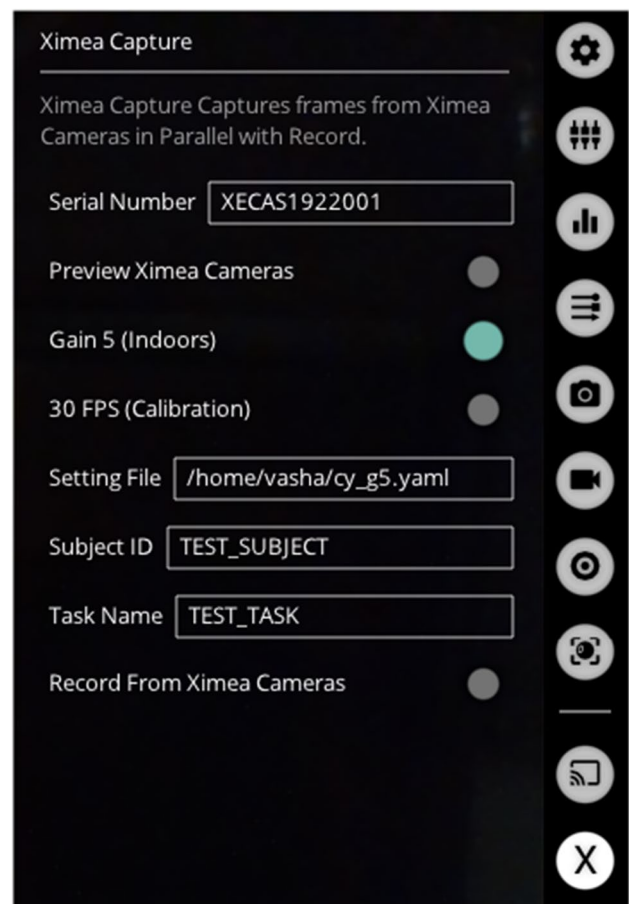 Ximea Capture
Ximea Capture Captures frames from Ximea
Cameras in Parallel with Record.
Serial Number XECAS1922001
Preview Ximea Cameras
Gain 5 (Indoors)
30 FPS (Calibration)
Setting File /home/vasha/cy_g5.yaml
Subject ID TEST_SUBJECT
Task Name TEST_TASK
Record From Ximea Cameras
X